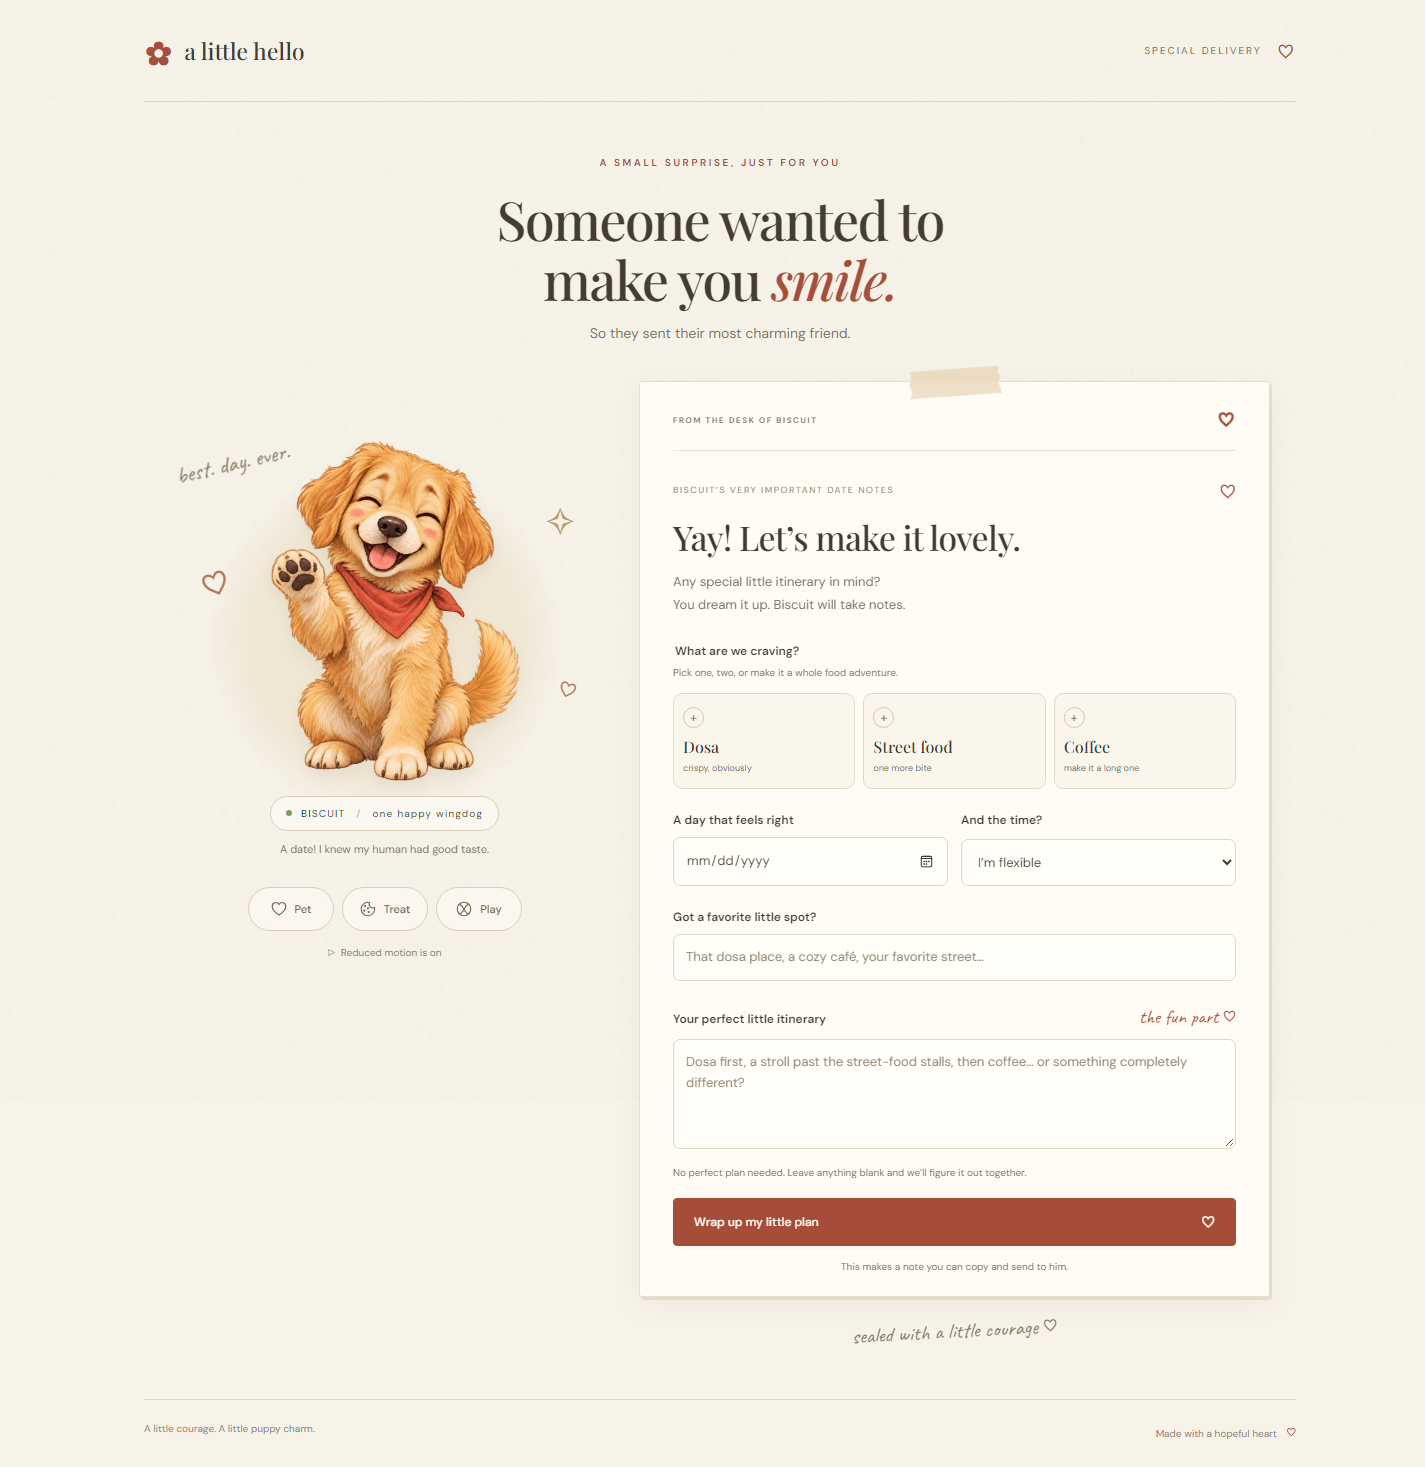 a little hello
SPECIAL DELIVERY
A SMALL SURPRISE, JUST FOR YOU
Someone wanted to
make you smile.
So they sent their most charming friend.
best. day. ever.
BISCUIT / one happy wingdog
A date! I knew my human had good taste.
Pet
Treat
Play
Reduced motion is on
FROM THE DESK OF BISCUIT
BISCUIT'S VERY IMPORTANT DATE NOTES
Yay! Let’s make it lovely.
Any special little itinerary in mind?
You dream it up. Biscuit will take notes.
What are we craving?
Pick one, two, or make it a whole food adventure.
+
Dosa
crispy, obviously
+
Street food
one more bite
+
Coffee
make it a long one
A day that feels right
mm/dd/yyyy
And the time?
I’m flexible
Got a favorite little spot?
That dosa place, a cozy café, your favorite street…
Your perfect little itinerary
the fun part
Dosa first, a stroll past the street-food stalls, then coffee… or something completely
different?
No perfect plan needed. Leave anything blank and we’ll figure it out together.
Wrap up my little plan
This makes a note you can copy and send to him.
sealed with a little courage
A little courage. A little puppy charm.
Made with a hopeful heart